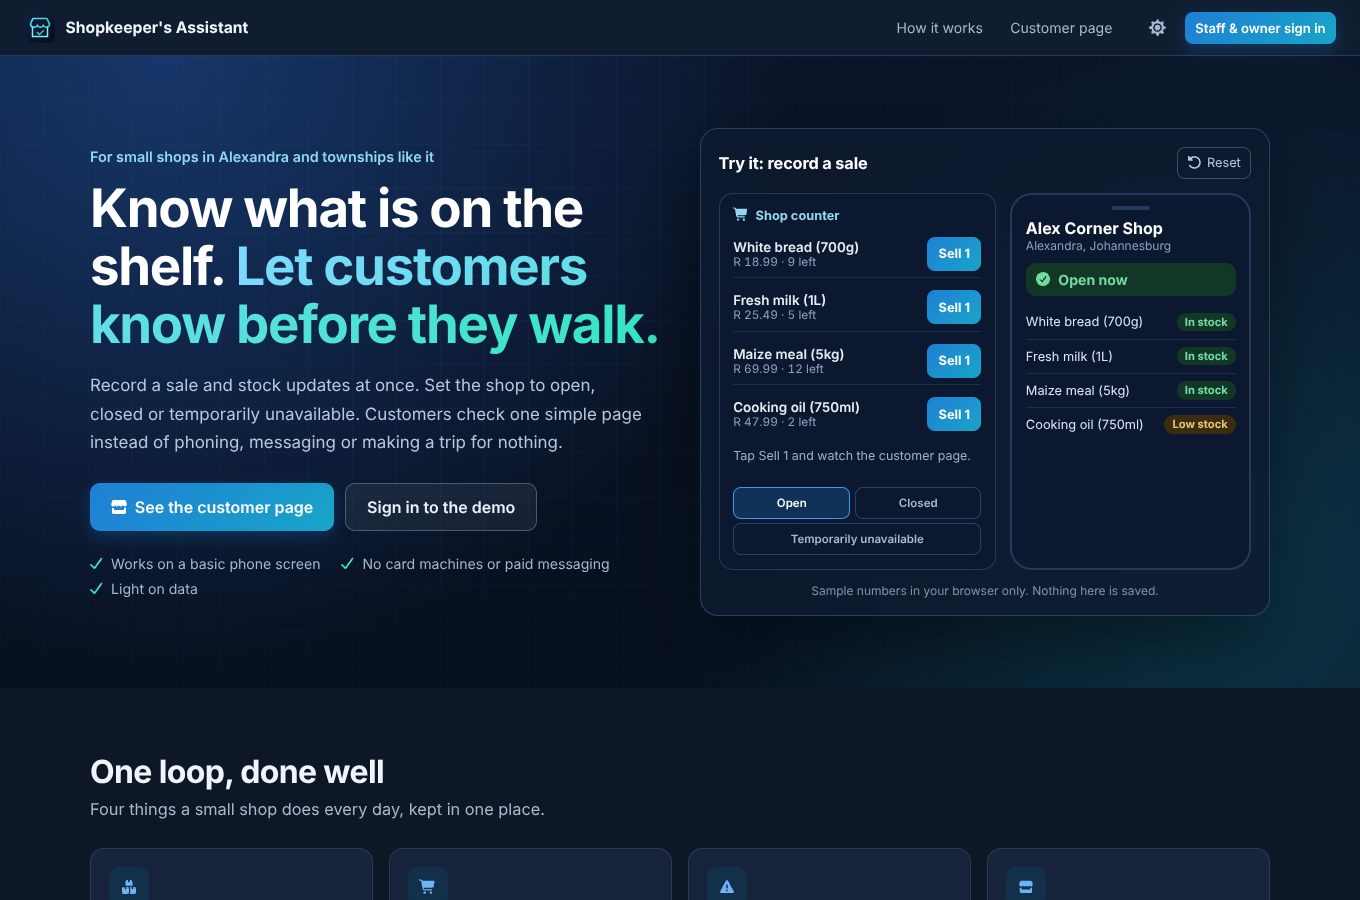 Shopkeeper's Assistant
How it works
Customer page
Staff & owner sign in
For small shops in Alexandra and townships like it
Know what is on the
shelf. Let customers
know before they walk.
Record a sale and stock updates at once. Set the shop to open,
closed or temporarily unavailable. Customers check one simple page
instead of phoning, messaging or making a trip for nothing.
See the customer page
Sign in to the demo
Works on a basic phone screen
No card machines or paid messaging
Light on data
Try it: record a sale
Reset
Shop counter
White bread (700g)
R 18.99 · 9 left
Sell 1
Fresh milk (1L)
R 25.49 · 5 left
Sell 1
Maize meal (5kg)
R 69.99 · 12 left
Sell 1
Cooking oil (750ml)
R 47.99 · 2 left
Sell 1
Tap Sell 1 and watch the customer page.
Open
Closed
Temporarily unavailable
Alex Corner Shop
Alexandra, Johannesburg
Open now
White bread (700g) In stock
Fresh milk (1L) In stock
Maize meal (5kg) In stock
Cooking oil (750ml) Low stock
Sample numbers in your browser only. Nothing here is saved.
One loop, done well
Four things a small shop does every day, kept in one place.